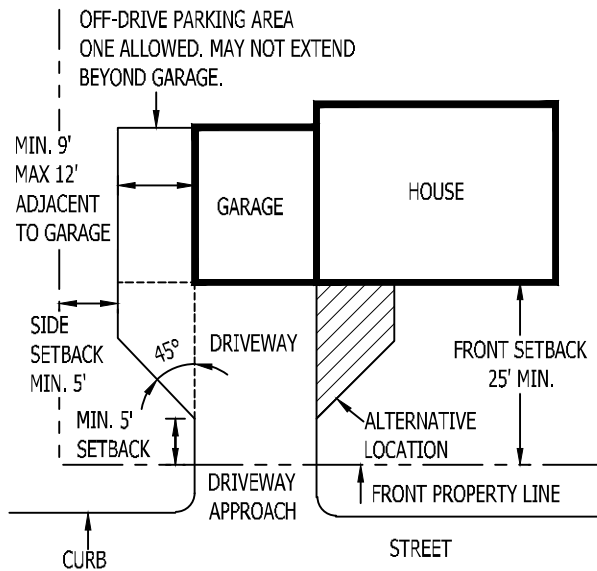 OFF-DRIVE PARKING AREA
ONE ALLOWED. MAY NOT EXTEND
BEYOND GARAGE.
MIN. 9'
MAX 12'
ADJACENT
TO GARAGE
GARAGE
HOUSE
SIDE
SETBACK
MIN. 5'
45°
DRIVEWAY
FRONT SETBACK
25' MIN.
MIN. 5'
SETBACK
ALTERNATIVE
LOCATION
DRIVEWAY
APPROACH
FRONT PROPERTY LINE
CURB
STREET